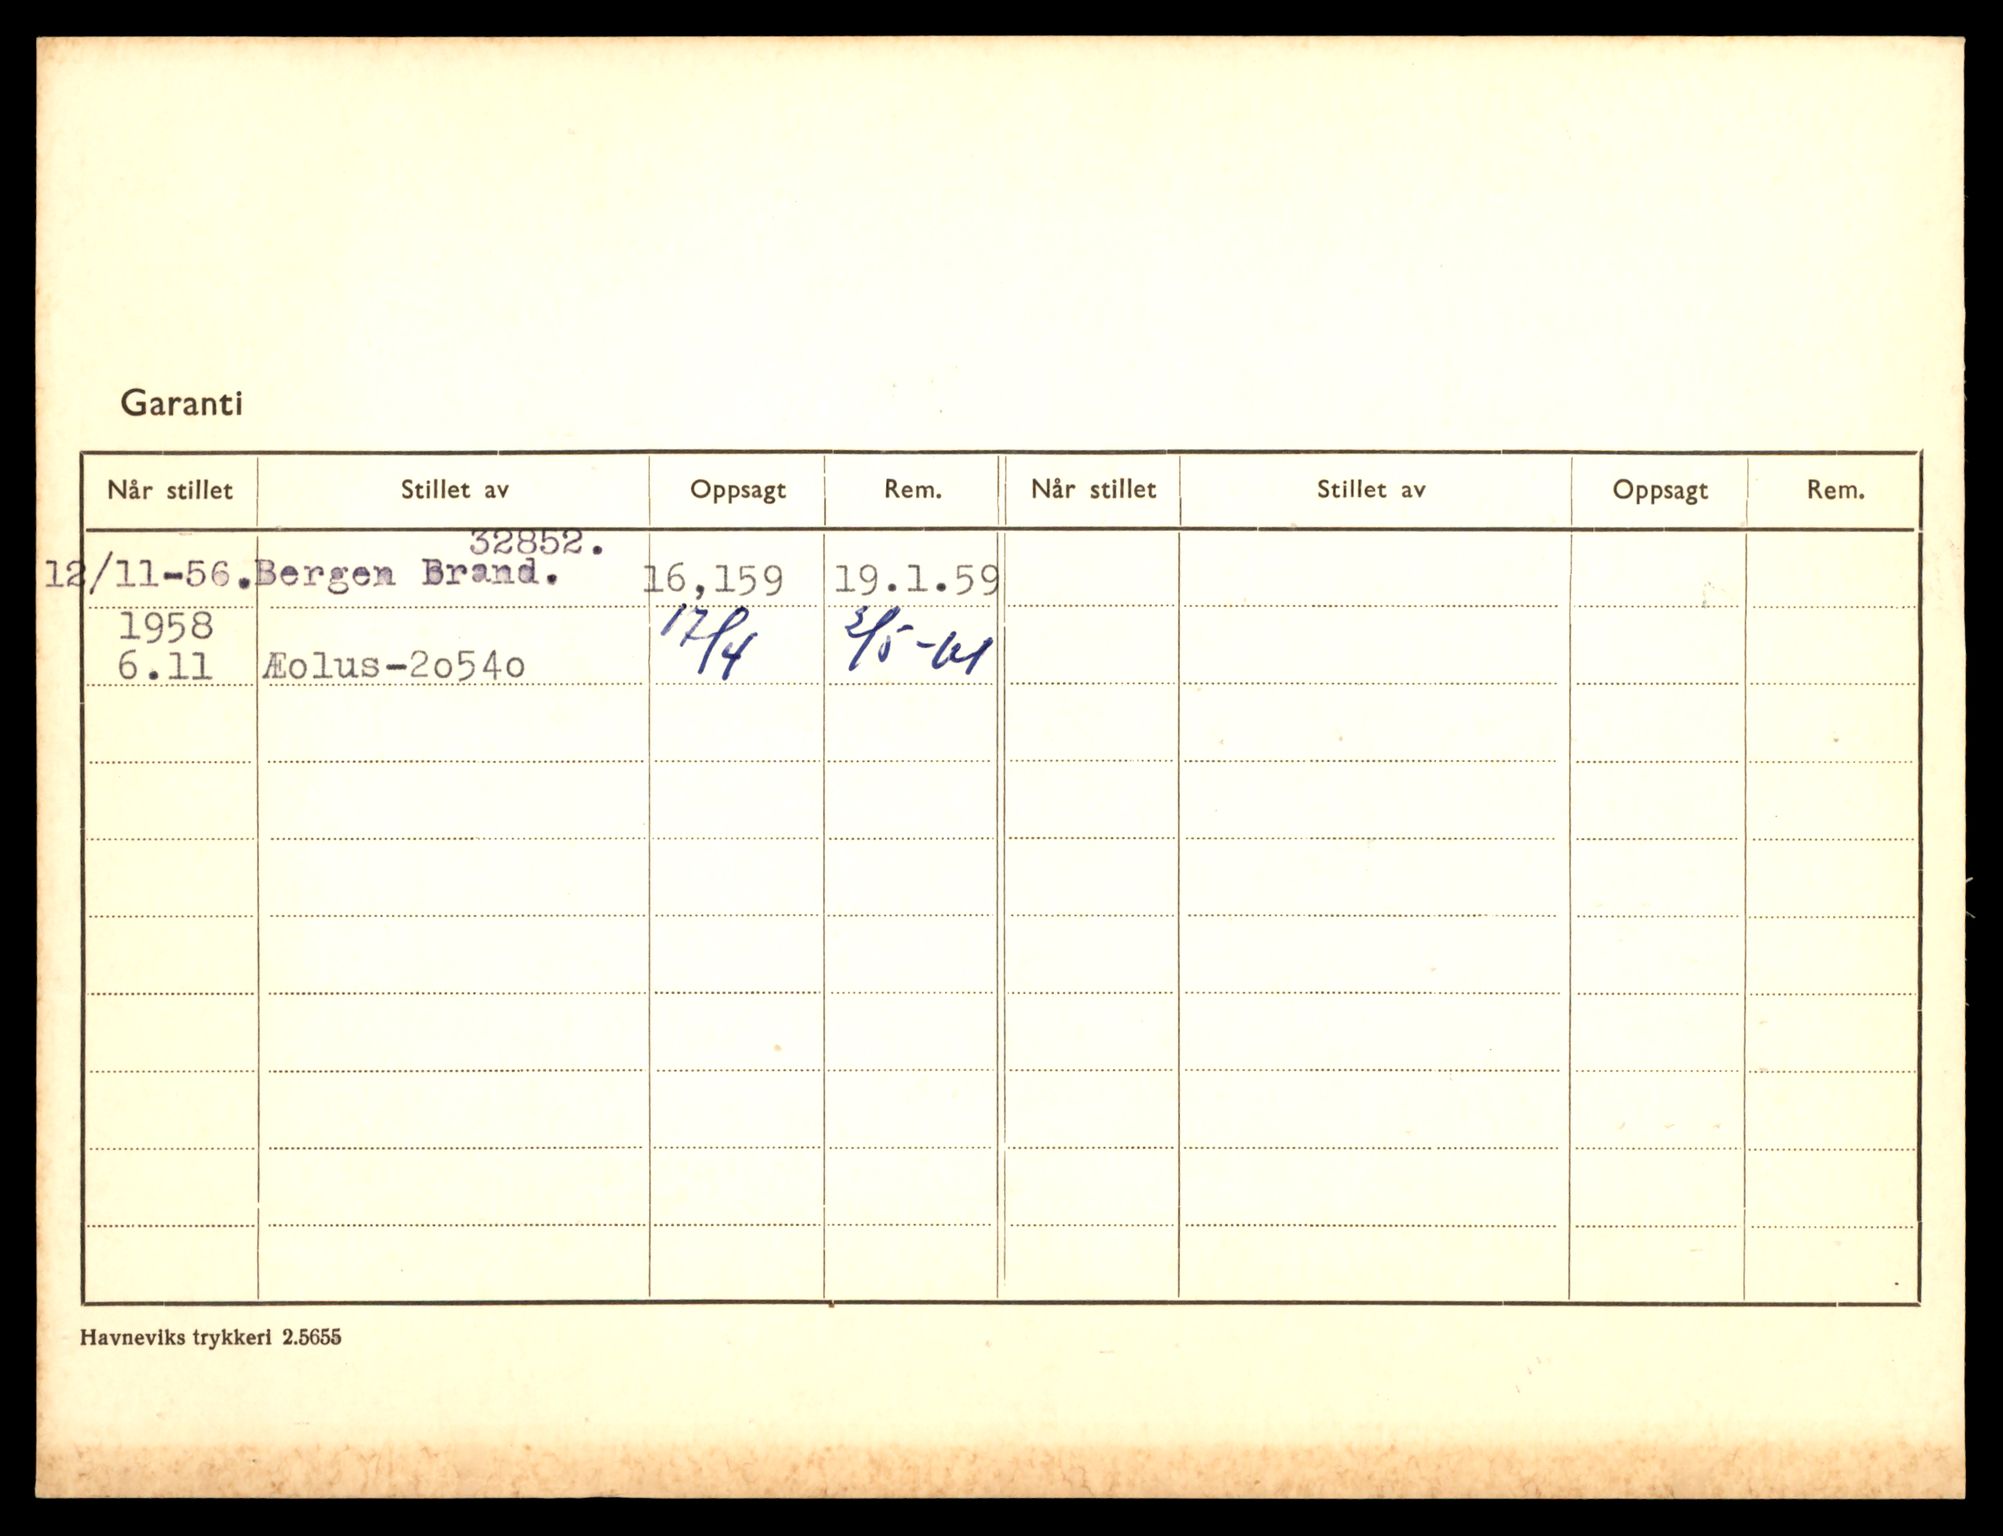 Garanti
Når stillet Stillet av Oppsagt Rem. Når stillet Stillet av Oppsagt Rem.
32852.
12/11-56. Bergen Brand. 16,159 19.1.59
1958 17/4
6.11 Æolus-2o54o
Havneviks trykkeri 2.5655